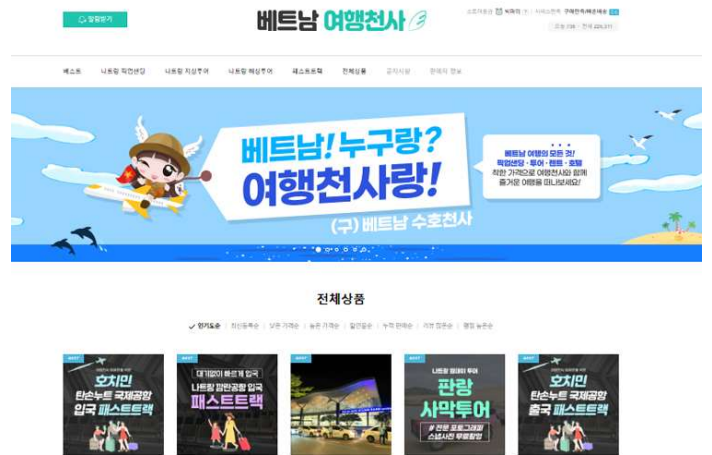 알림받기
베트남 여행천사
베스트 나트랑 픽업샌딩 나트랑 지상투어 나트랑 해상투어 패스트트랙 전체상품 공지사항 판매자 정보
베트남! 누구랑?
여행천사랑!
(구) 베트남 수호천사
베트남 여행의 모든 것!
픽업샌딩 · 투어 · 렌트 · 호텔
착한 가격으로 여행천사와 함께
즐거운 여행을 떠나보세요!
전체상품
인기도순 최신등록순 낮은 가격순 높은 가격순 할인율순 누적 판매순 리뷰 많은순 평점 높은순
BEST
호치민
탄손누트 국제공항
입국 패스트트랙
BEST
대기없이 빠르게 입국
나트랑 깜란공항 입국
패스트트랙
BEST
BEST
나트랑 원데이 투어
판랑
사막투어
# 전문 포토그래퍼
스냅사진 무료촬영
BEST
호치민
탄손누트 국제공항
출국 패스트트랙